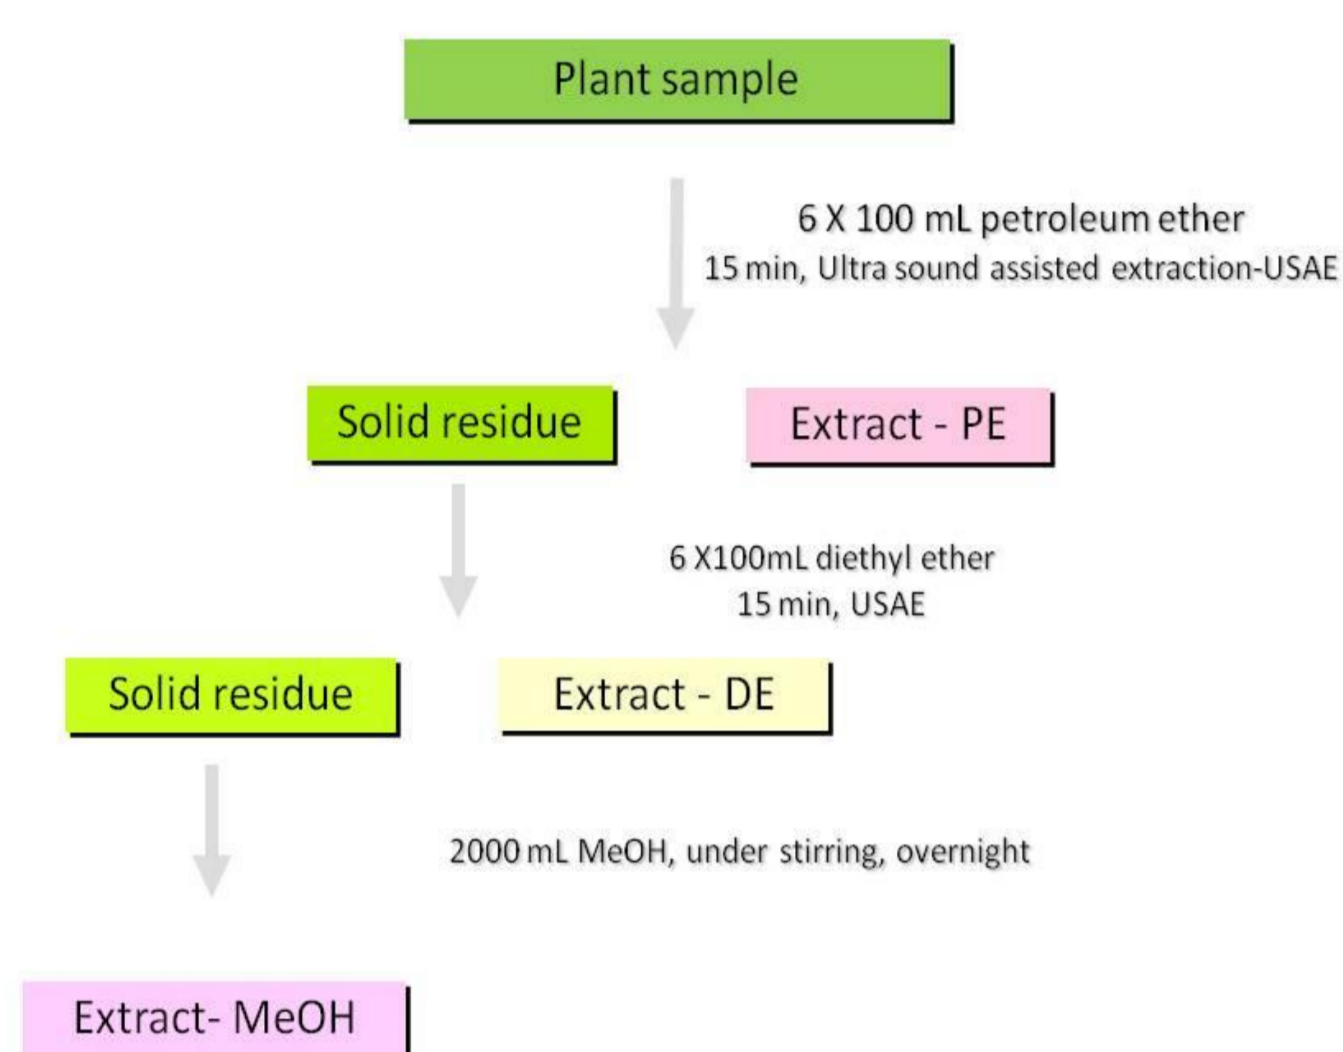 Plant sample
6 X 100 mL petroleum ether
15 min, Ultra sound assisted extraction-USAE
Solid residue
Extract - PE
6 X100mL diethyl ether
15 min, USAE
Solid residue
Extract - DE
2000 mL MeOH, under stirring, overnight
Extract- MeOH